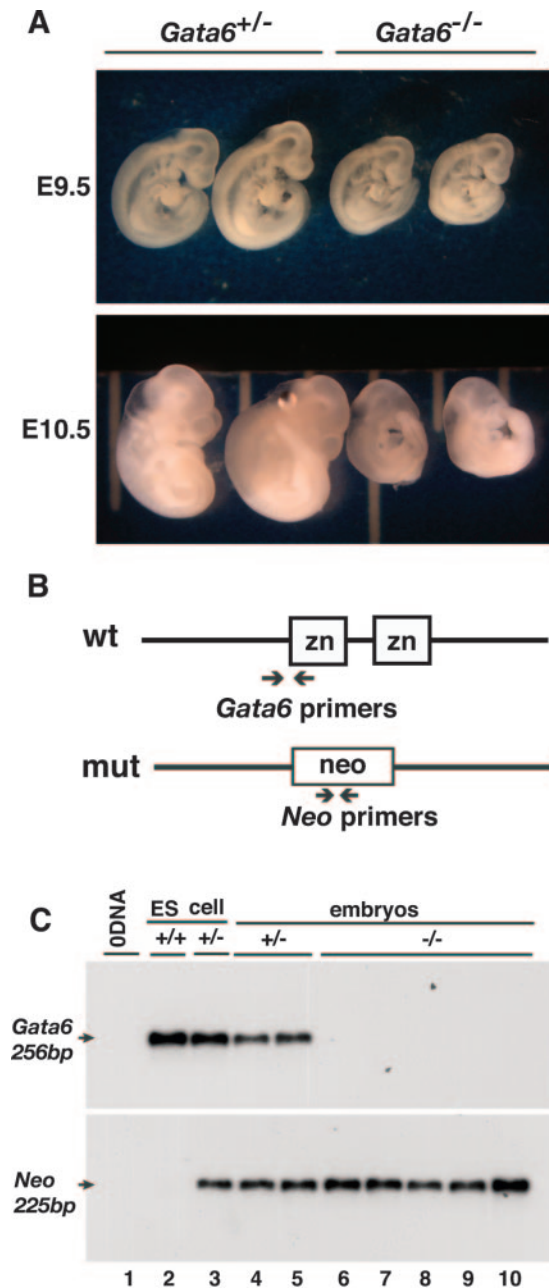 A
Gata6+/- Gata6-/-
E9.5
E10.5
B
wt zn zn
Gata6 primers
mut neo
Neo primers
C
0DNA ES cell embryos
+/+ +/- +/- -/-
Gata6
256bp
Neo
225bp
1 2 3 4 5 6 7 8 9 10